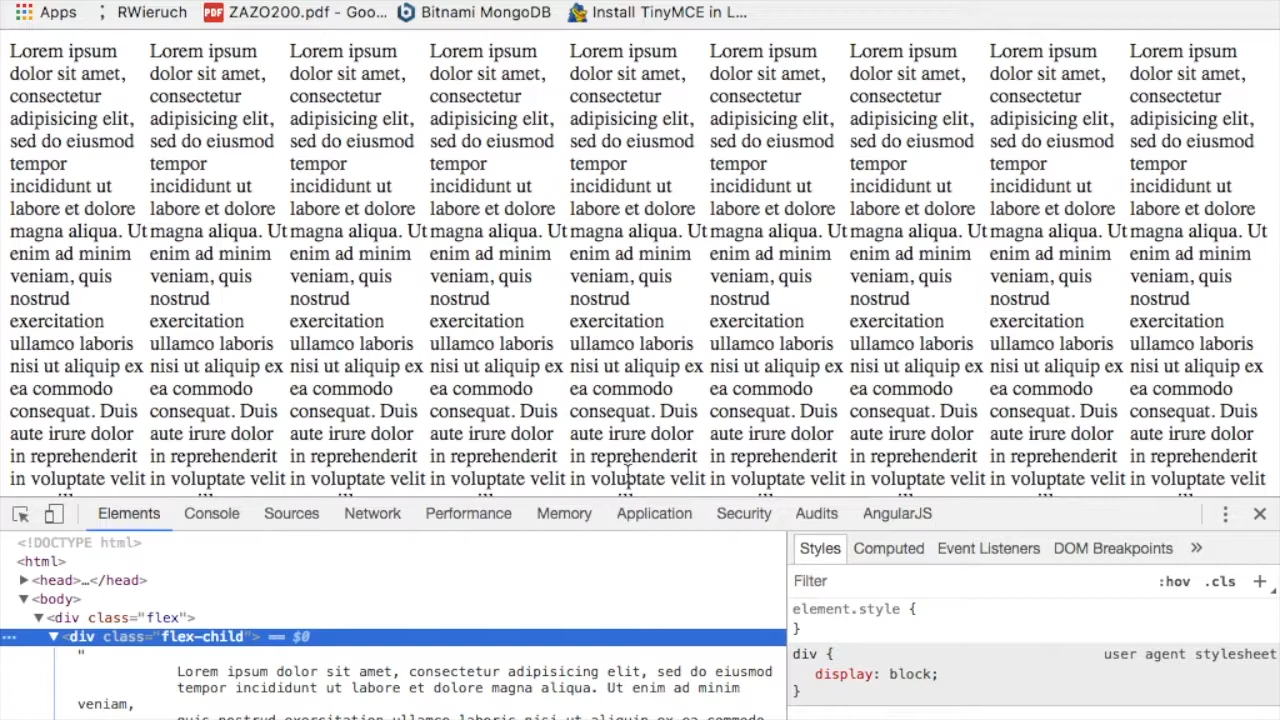 Apps RWieruch PDF ZAZO200.pdf - Goo... Bitnami MongoDB Install TinyMCE in L...
Lorem ipsum Lorem ipsum Lorem ipsum Lorem ipsum Lorem ipsum Lorem ipsum Lorem ipsum Lorem ipsum Lorem ipsum
dolor sit amet, dolor sit amet, dolor sit amet, dolor sit amet, dolor sit amet, dolor sit amet, dolor sit amet, dolor sit amet, dolor sit amet,
consectetur consectetur consectetur consectetur consectetur consectetur consectetur consectetur consectetur
adipisicing elit, adipisicing elit, adipisicing elit, adipisicing elit, adipisicing elit, adipisicing elit, adipisicing elit, adipisicing elit, adipisicing elit,
sed do eiusmod sed do eiusmod sed do eiusmod sed do eiusmod sed do eiusmod sed do eiusmod sed do eiusmod sed do eiusmod sed do eiusmod
tempor tempor tempor tempor tempor tempor tempor tempor tempor
incididunt ut incididunt ut incididunt ut incididunt ut incididunt ut incididunt ut incididunt ut incididunt ut incididunt ut
labore et dolore labore et dolore labore et dolore labore et dolore labore et dolore labore et dolore labore et dolore labore et dolore labore et dolore
magna aliqua. Ut magna aliqua. Ut magna aliqua. Ut magna aliqua. Ut magna aliqua. Ut magna aliqua. Ut magna aliqua. Ut magna aliqua. Ut magna aliqua. Ut
enim ad minim enim ad minim enim ad minim enim ad minim enim ad minim enim ad minim enim ad minim enim ad minim enim ad minim
veniam, quis veniam, quis veniam, quis veniam, quis veniam, quis veniam, quis veniam, quis veniam, quis veniam, quis
nostrud nostrud nostrud nostrud nostrud nostrud nostrud nostrud nostrud
exercitation exercitation exercitation exercitation exercitation exercitation exercitation exercitation exercitation
ullamco laboris ullamco laboris ullamco laboris ullamco laboris ullamco laboris ullamco laboris ullamco laboris ullamco laboris ullamco laboris
nisi ut aliquip ex nisi ut aliquip ex nisi ut aliquip ex nisi ut aliquip ex nisi ut aliquip ex nisi ut aliquip ex nisi ut aliquip ex nisi ut aliquip ex nisi ut aliquip ex
ea commodo ea commodo ea commodo ea commodo ea commodo ea commodo ea commodo ea commodo ea commodo
consequat. Duis consequat. Duis consequat. Duis consequat. Duis consequat. Duis consequat. Duis consequat. Duis consequat. Duis consequat. Duis
aute irure dolor aute irure dolor aute irure dolor aute irure dolor aute irure dolor aute irure dolor aute irure dolor aute irure dolor aute irure dolor
in reprehenderit in reprehenderit in reprehenderit in reprehenderit in reprehenderit in reprehenderit in reprehenderit in reprehenderit in reprehenderit
in voluptate velit in voluptate velit in voluptate velit in voluptate velit in voluptate velit in voluptate velit in voluptate velit in voluptate velit in voluptate velit
Elements Console Sources Network Performance Memory Application Security Audits AngularJS
<!DOCTYPE html>
<html>
<head>…</head>
<body>
<div class="flex">
<div class="flex-child"> == $0
"
Lorem ipsum dolor sit amet, consectetur adipisicing elit, sed do eiusmod
tempor incididunt ut labore et dolore magna aliqua. Ut enim ad minim
veniam,
quis nostrud exercitation ullamco laboris nisi ut aliquip ex ea commodo
Styles Computed Event Listeners DOM Breakpoints »
Filter :hov .cls +
element.style {
}
div { user agent stylesheet
display: block;
}